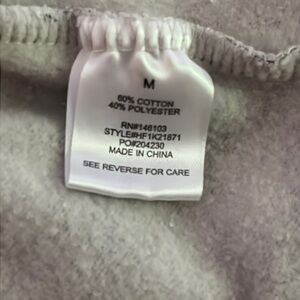 M
60% COTTON
40% POLYESTER
RN#146103
STYLE#HF1K21871
PO#204230
MADE IN CHINA
SEE REVERSE FOR CARE